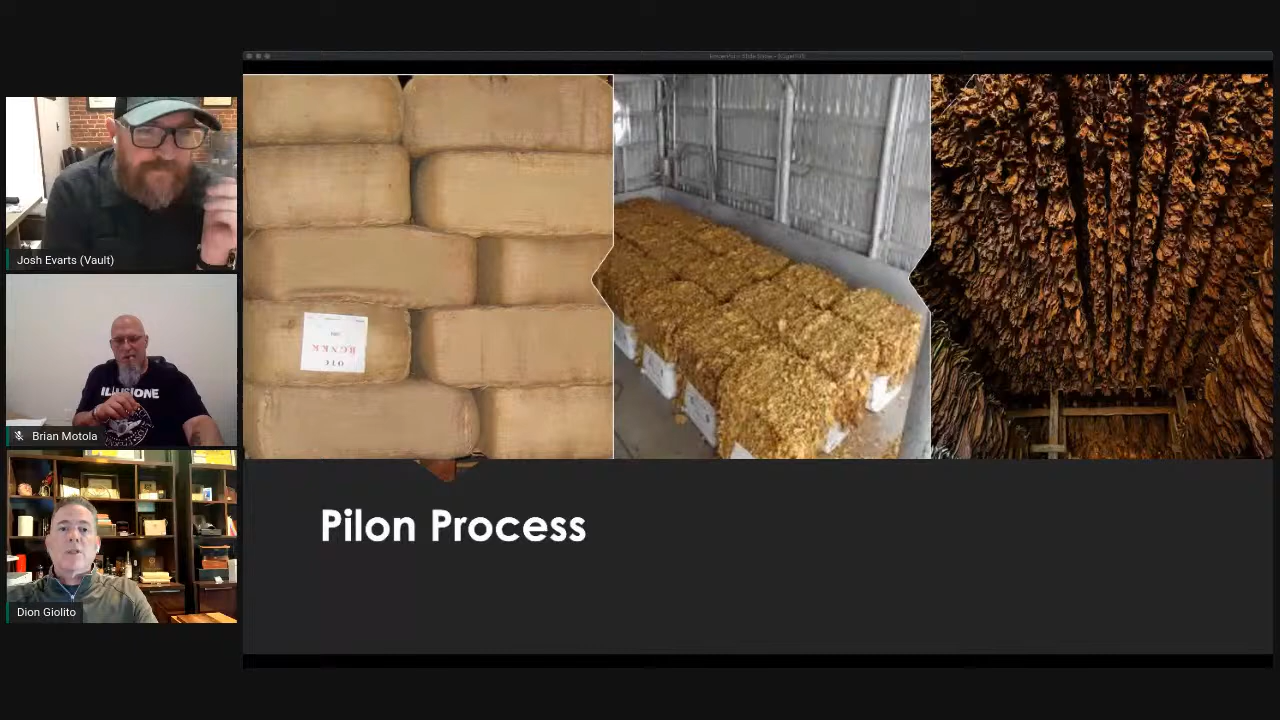 Josh Evarts (Vault)
ILLUSIONE
Brian Motola
Dion Giolito
Pilon Process